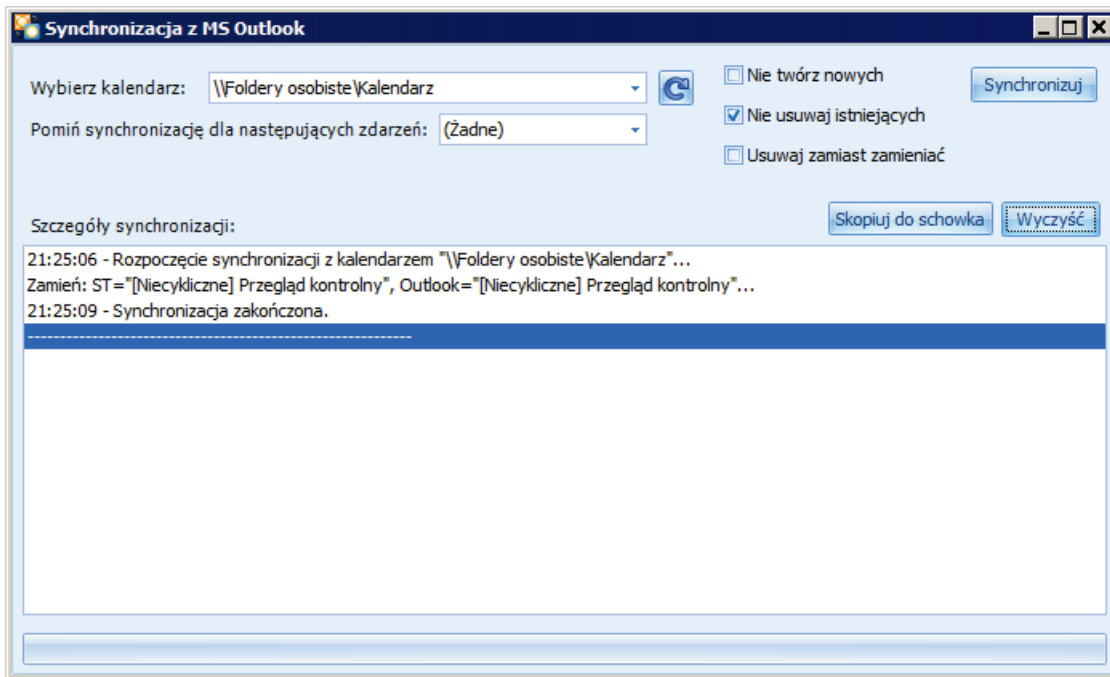 Synchronizacja z MS Outlook
Wybierz kalendarz: \\Foldery osobiste\Kalendarz
Pomiń synchronizację dla następujących zdarzeń: (Żadne)
Nie twórz nowych
Nie usuwaj istniejących
Usuwaj zamiast zamieniać
Synchronizuj
Szczegóły synchronizacji:
Skopiuj do schowka
Wyczyść
21:25:06 - Rozpoczęcie synchronizacji z kalendarzem "\\Foldery osobiste\Kalendarz"...
Zamień: ST="[Niecykliczne] Przegląd kontrolny", Outlook="[Niecykliczne] Przegląd kontrolny"...
21:25:09 - Synchronizacja zakończona.
------------------------------------------------------------